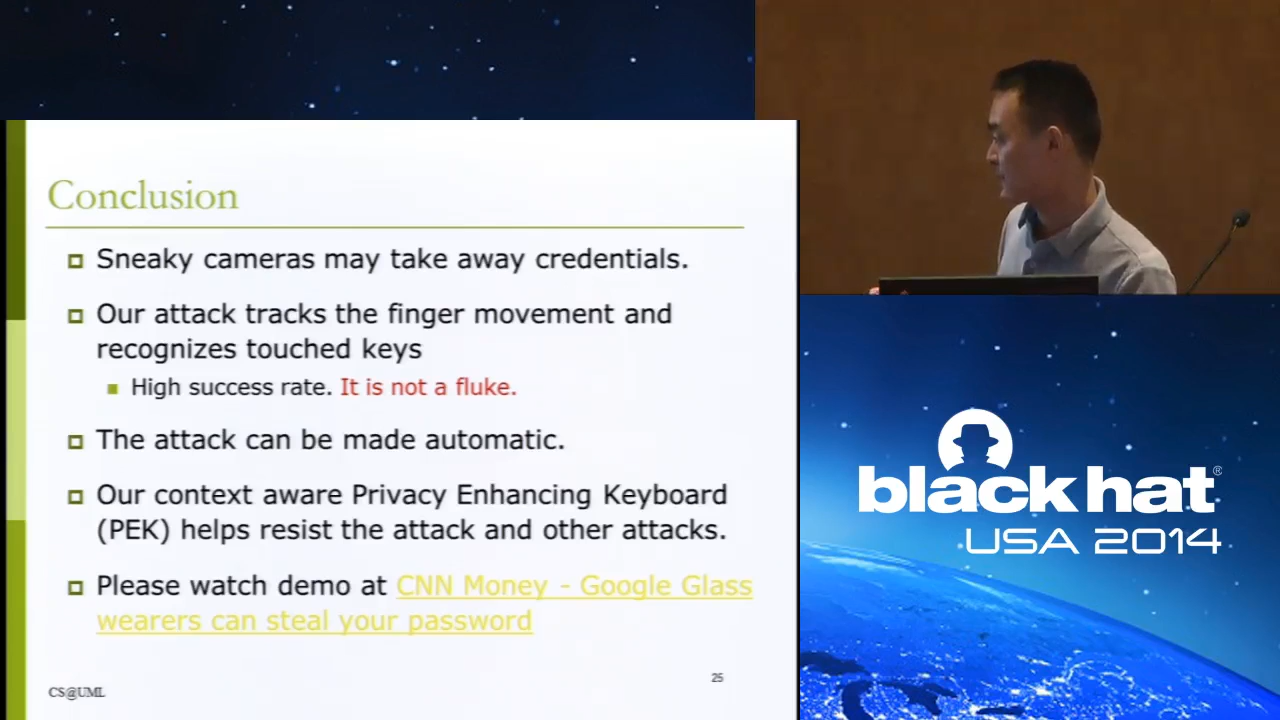 Conclusion
Sneaky cameras may take away credentials.
Our attack tracks the finger movement and
recognizes touched keys
High success rate. It is not a fluke.
The attack can be made automatic.
Our context aware Privacy Enhancing Keyboard
(PEK) helps resist the attack and other attacks.
Please watch demo at CNN Money - Google Glass
wearers can steal your password
25
CS@UML
black hat®
USA 2014